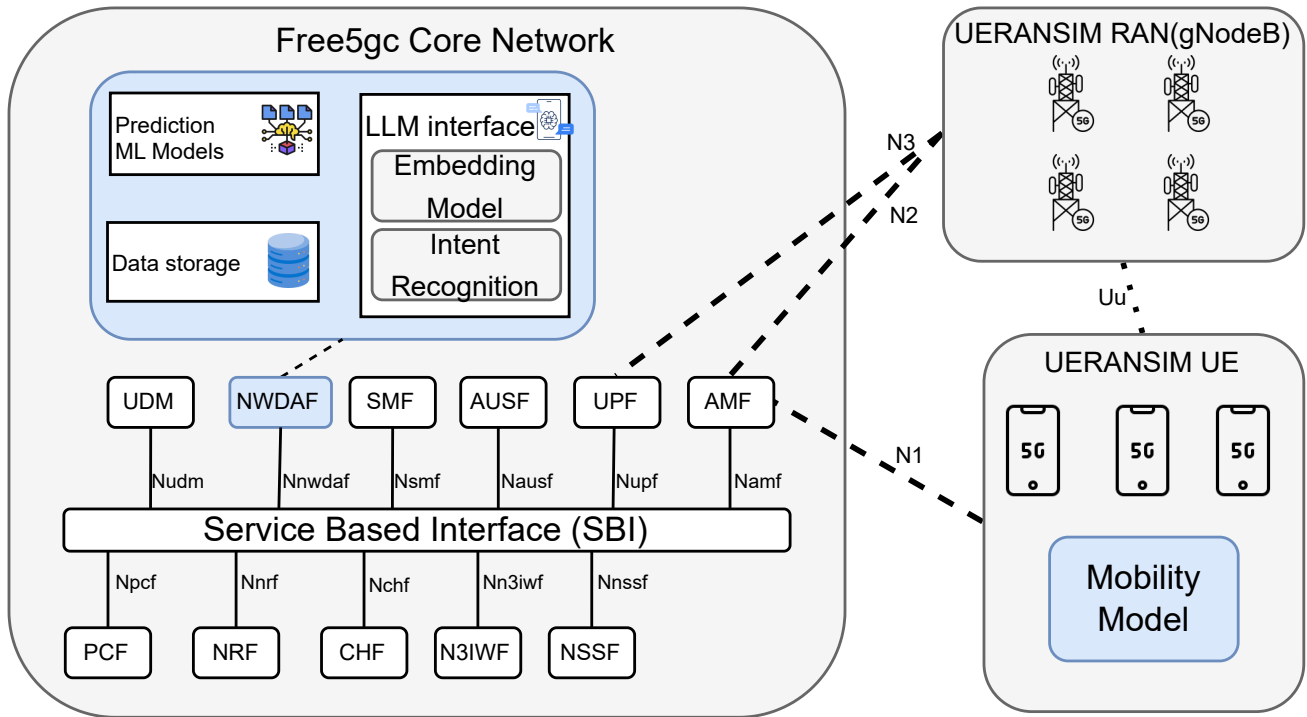 Free5gc Core Network
Prediction
ML Models
LLM interface
Embedding
Model
Intent
Recognition
Data storage
UDM
NWDAF
SMF
AUSF
UPF
AMF
Nudm
Nnwdaf
Nsmf
Nausf
Nupf
Namf
Service Based Interface (SBI)
Npcf
Nnrf
Nchf
Nn3iwf
Nnssf
PCF
NRF
CHF
N3IWF
NSSF
N3
N2
N1
UERANSIM RAN(gNodeB)
5G
5G
5G
5G
Uu
UERANSIM UE
5G
5G
5G
Mobility
Model